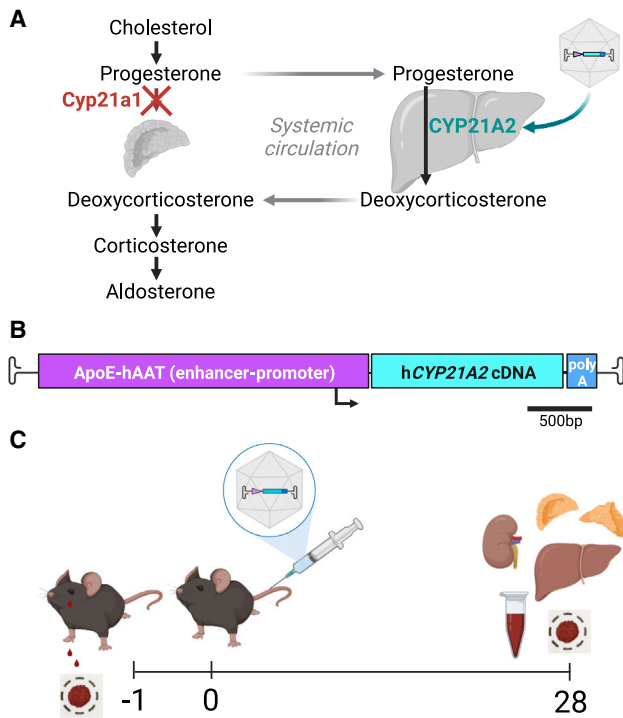 A
Cholesterol
Progesterone
Progesterone
Cyp21a1
CYP21A2
Systemic
circulation
Deoxycorticosterone
Deoxycorticosterone
Corticosterone
Aldosterone
B
ApoE-hAAT (enhancer-promoter)
hCYP21A2 cDNA
poly
A
500bp
C
-1
0
28